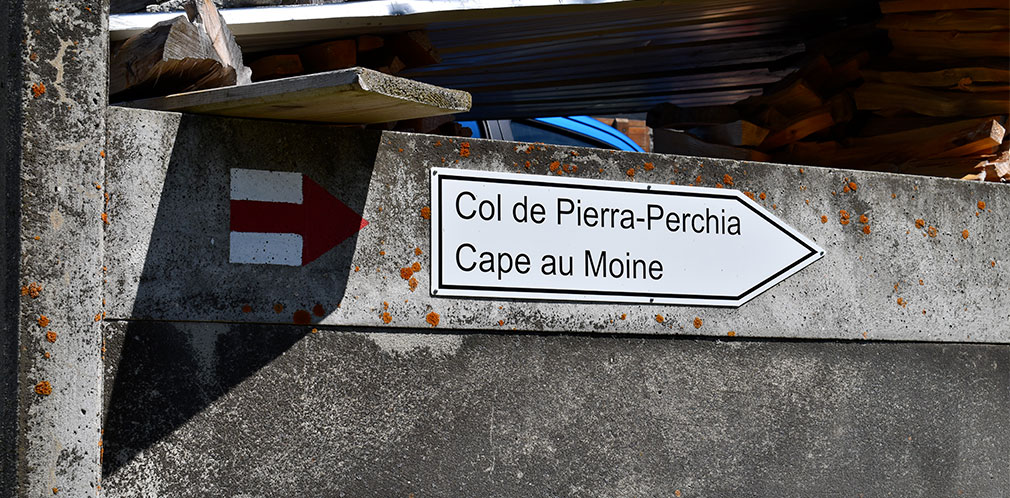 Col de Pierra-Perchia
Cape au Moine